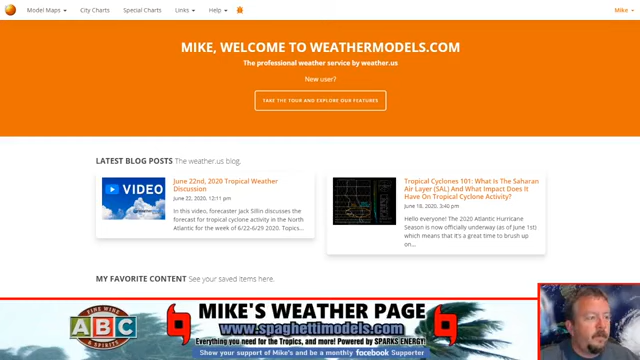 Model Maps City Charts Special Charts Links Help Mike
MIKE, WELCOME TO WEATHERMODELS.COM
The professional weather service by weather.us
New user?
TAKE THE TOUR AND EXPLORE OUR FEATURES
LATEST BLOG POSTS The weather.us blog.
VIDEO
June 22nd, 2020 Tropical Weather
Discussion
June 22, 2020, 12:11 pm
In this video, forecaster Jack Sillin discusses the
forecast for tropical cyclone activity in the North
Atlantic for the week of 6/22-6/29 2020. Topics...
Tropical Cyclones 101: What Is The Saharan
Air Layer (SAL) And What Impact Does It
Have On Tropical Cyclone Activity?
June 18, 2020, 3:40 pm
Hello everyone! The 2020 Atlantic Hurricane
Season is now officially underway (as of June 1st)
which means that it's a great time to brush up
on...
MY FAVORITE CONTENT See your saved items here.
FINE WINE
ABC
& SPIRITS
MIKE'S WEATHER PAGE
www.spaghettimodels.com
Everything you need for the Tropics, and more! Powered by SPARKS ENERGY!
Show your support of Mike's and be a monthly facebook Supporter